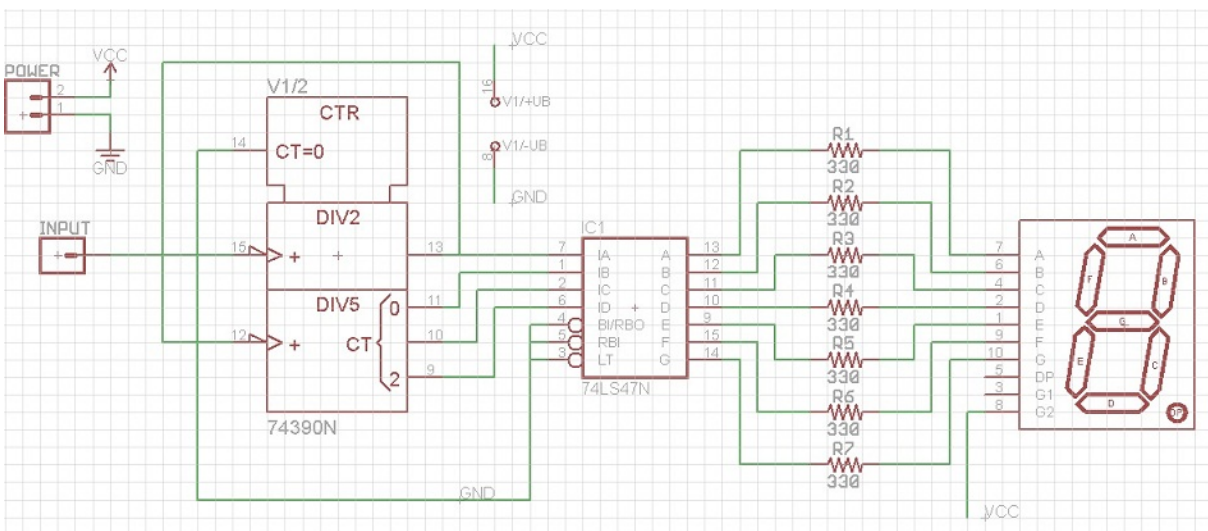 POWER
VCC
2
1
GND
V1/2
CTR
14
CT=0
VCC
16
V1/+UB
V1/-UB
8
GND
INPUT
DIV2
15
13
DIV5
0
11
12
CT
10
2
9
74390N
IC1
7 IA A 13
1 IB B 12
2 IC C 11
6 ID D 10
4 BI/RBO E 9
5 RBI F 15
3 LT G 14
74LS47N
GND
R1
330
R2
330
R3
330
R4
330
R5
330
R6
330
R7
330
7 A
6 B
4 C
2 D
1 E
9 F
10 G
5 DP
3 G1
8 G2
A
F
B
G
E
C
D
DP
VCC